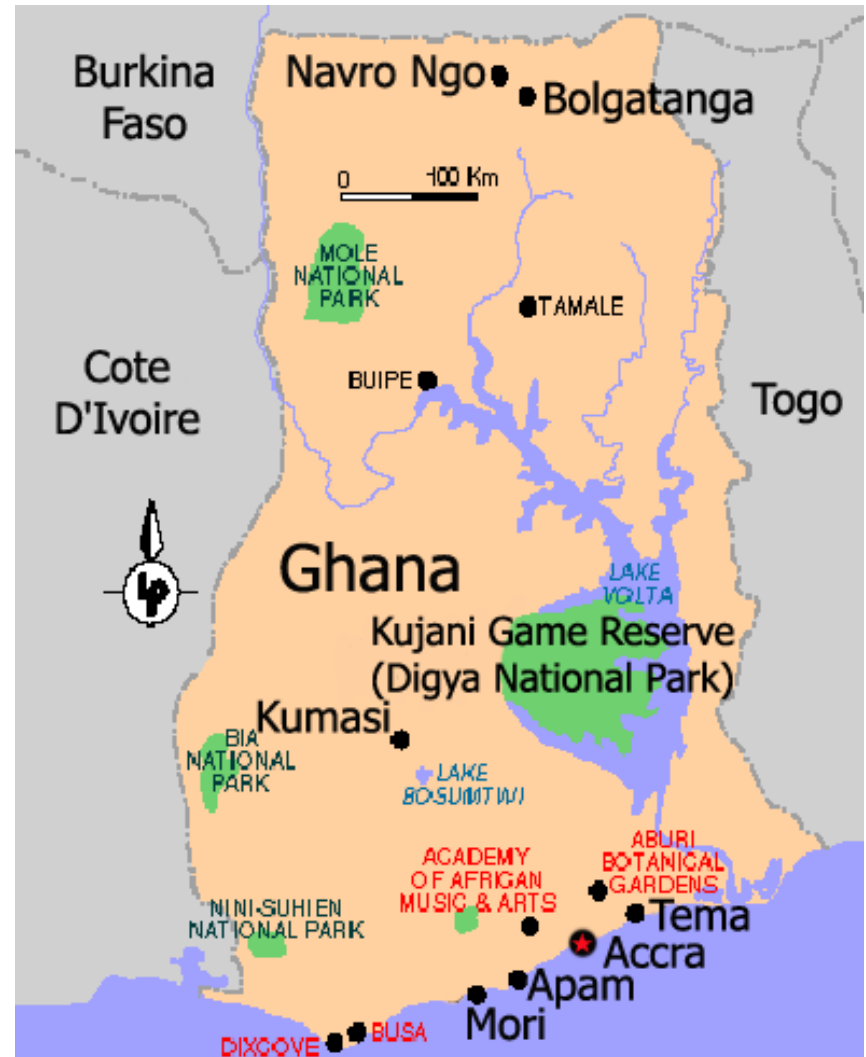 Burkina
Faso
Navro Ngo
Bolgatanga
0 100 Km
MOLE
NATIONAL
PARK
TAMALE
Cote
D'Ivoire
BUIPE
Togo
LP
Ghana
LAKE
VOLTA
Kujani Game Reserve
(Digya National Park)
Kumasi
BIA
NATIONAL
PARK
LAKE
BOSUMTWI
ACADEMY
OF AFRICAN
MUSIC & ARTS
ABURI
BOTANICAL
GARDENS
NINI-SUHIEN
NATIONAL PARK
Tema
Accra
Apam
Mori
BUSA
DIXCOVE